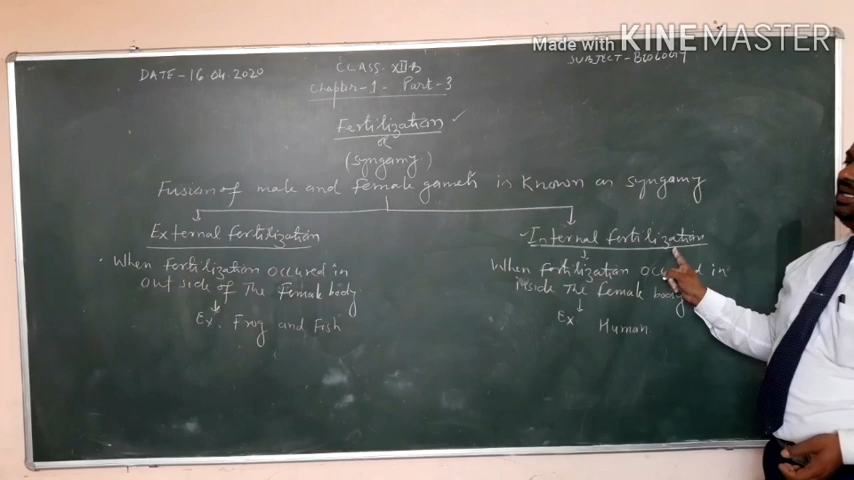 Made with KINEMASTER
DATE-16.04.2020
CLASS. XII B
SUBJECT-BIOLOGY
Chapter-1- Part-3
Fertilization
or
(Syngamy)
Fusion of male and female gametes is known as syngamy
External fertilization
When fertilization occured in
out side of The Female body
Ex. Frog and Fish
Internal fertilization
When fertilization occured in
inside The female body
Ex Human.